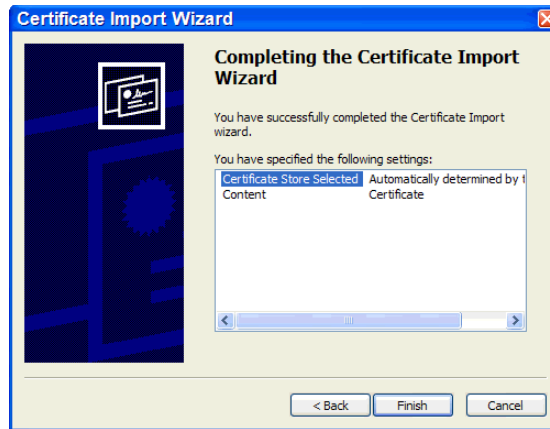 Certificate Import Wizard
Completing the Certificate Import
Wizard
You have successfully completed the Certificate Import
wizard.
You have specified the following settings:
Certificate Store Selected Automatically determined by t
Content Certificate
< Back Finish Cancel